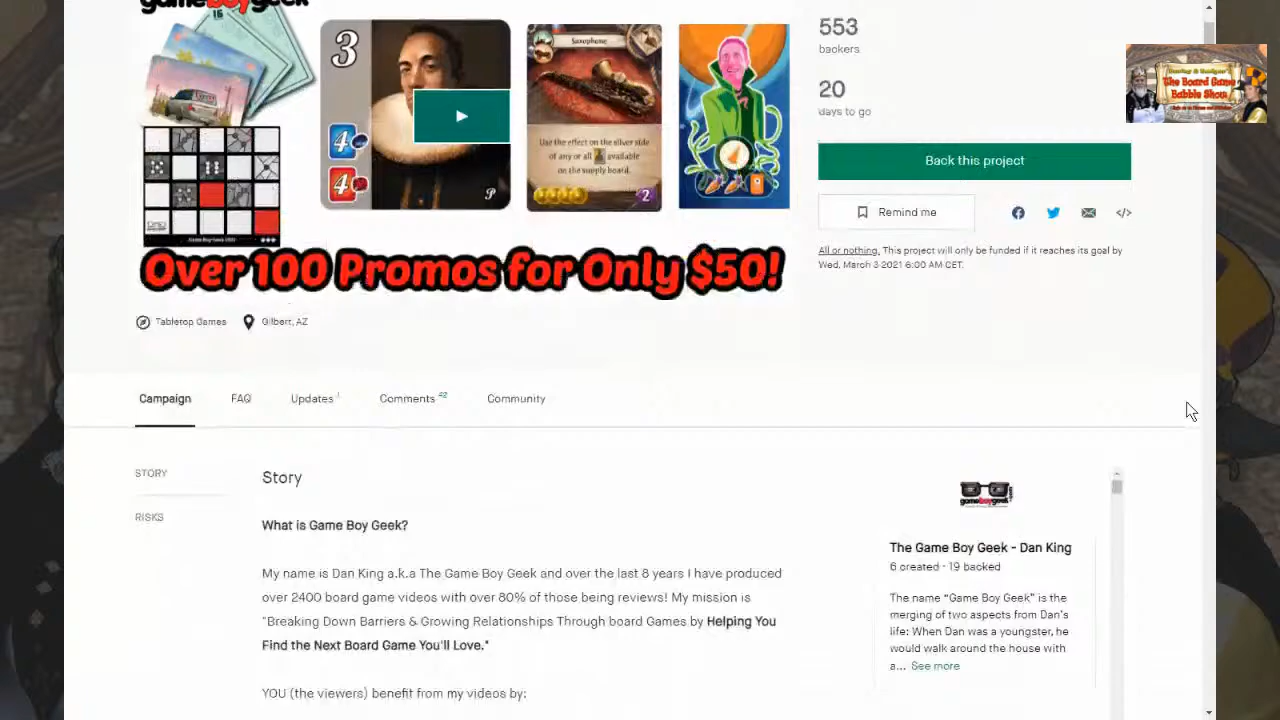 gameboygeek
16
3
4
4
P
Saxophone
Use the effect on the silver side
of any or all available
on the supply board.
2
Over 100 Promos for Only $50!
553
backers
20
days to go
Back this project
Remind me
</>
All or nothing. This project will only be funded if it reaches its goal by
Wed, March 3 2021 6:00 AM CET.
The Board Game
Babble Show
Tabletop Games
Gilbert, AZ
Campaign
FAQ
Updates 1
Comments 42
Community
STORY
RISKS
Story
What is Game Boy Geek?
My name is Dan King a.k.a The Game Boy Geek and over the last 8 years I have produced
over 2400 board game videos with over 80% of those being reviews! My mission is
"Breaking Down Barriers & Growing Relationships Through board Games by Helping You
Find the Next Board Game You'll Love."
YOU (the viewers) benefit from my videos by:
gameboygeek
The Game Boy Geek - Dan King
6 created · 19 backed
The name “Game Boy Geek” is the
merging of two aspects from Dan’s
life: When Dan was a youngster, he
would walk around the house with
a... See more